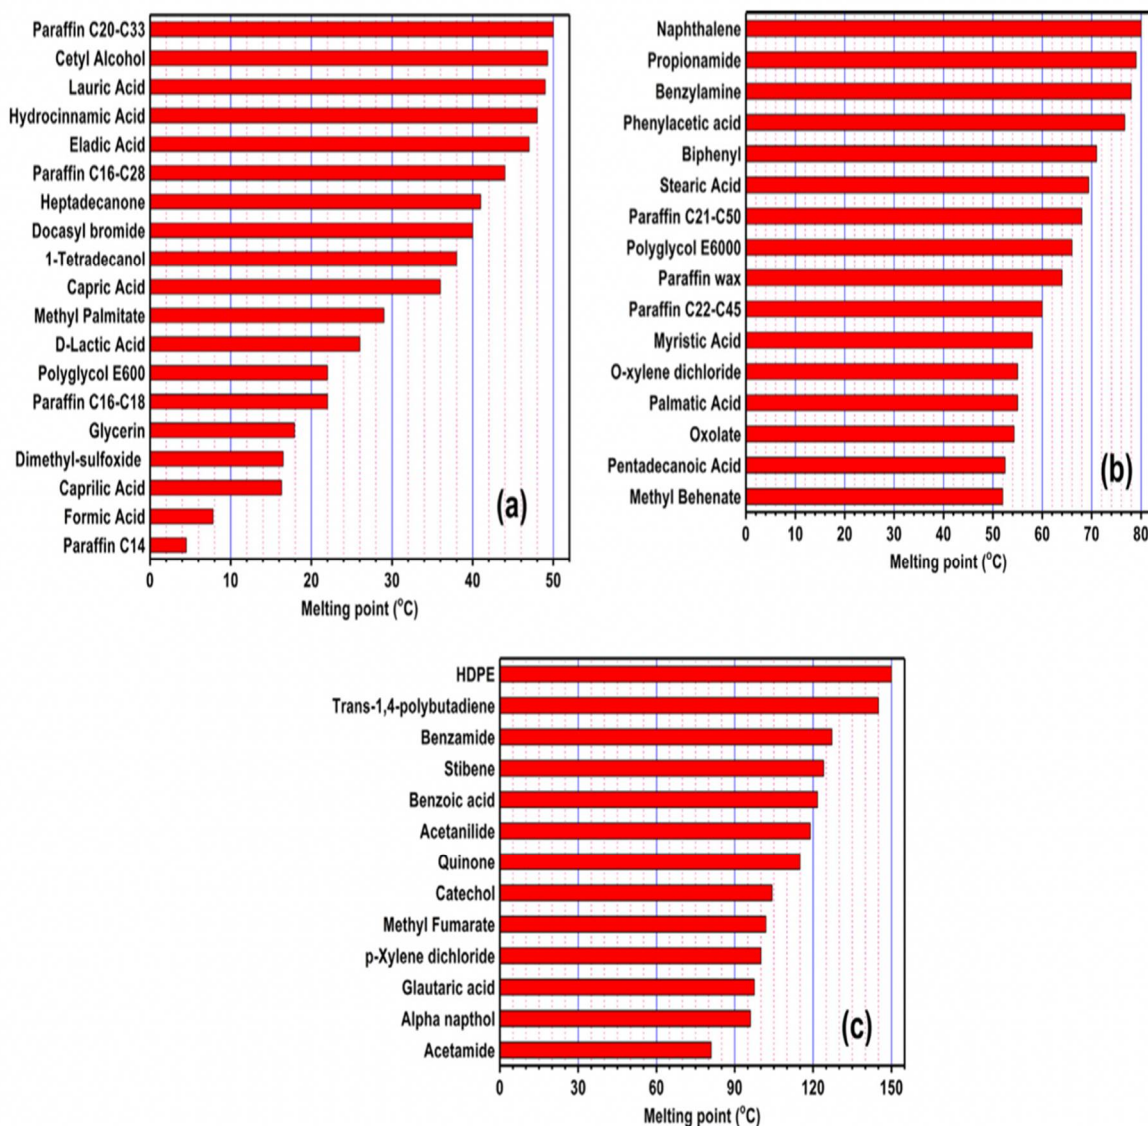 Paraffin C20-C33
Cetyl Alcohol
Lauric Acid
Hydrocinnamic Acid
Eladic Acid
Paraffin C16-C28
Heptadecanone
Docasyl bromide
1-Tetradecanol
Capric Acid
Methyl Palmitate
D-Lactic Acid
Polyglycol E600
Paraffin C16-C18
Glycerin
Dimethyl-sulfoxide
Caprilic Acid
Formic Acid
Paraffin C14
(a)
0 10 20 30 40 50
Melting point (°C)
Naphthalene
Propionamide
Benzylamine
Phenylacetic acid
Biphenyl
Stearic Acid
Paraffin C21-C50
Polyglycol E6000
Paraffin wax
Paraffin C22-C45
Myristic Acid
O-xylene dichloride
Palmatic Acid
Oxolate
Pentadecanoic Acid
Methyl Behenate
(b)
0 10 20 30 40 50 60 70 80
Melting point (°C)
HDPE
Trans-1,4-polybutadiene
Benzamide
Stibene
Benzoic acid
Acetanilide
Quinone
Catechol
Methyl Fumarate
p-Xylene dichloride
Glautaric acid
Alpha napthol
Acetamide
(c)
0 30 60 90 120 150
Melting point (°C)